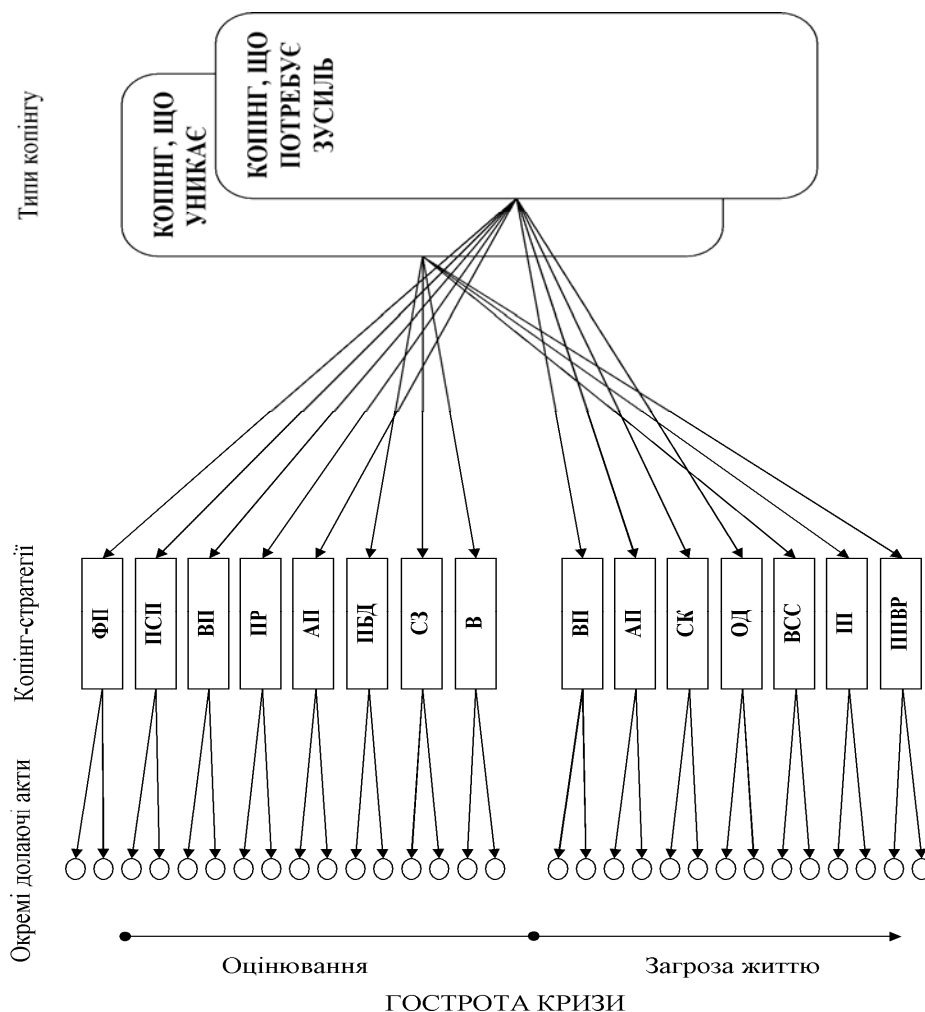 Типи копінгу
КОПІНГ, ЩО
УНИКАЄ
КОПІНГ, ЩО
ПОТРЕБУЄ
ЗУСИЛЬ
Копінг-стратегії
ФП
ПСП
ВП
ПР
АП
ПБД
СЗ
В
ВП
АП
СК
ОД
ВСС
ІП
ППВР
Окремі долаючі акти
Оцінювання
Загроза життю
ГОСТРОТА КРИЗИ